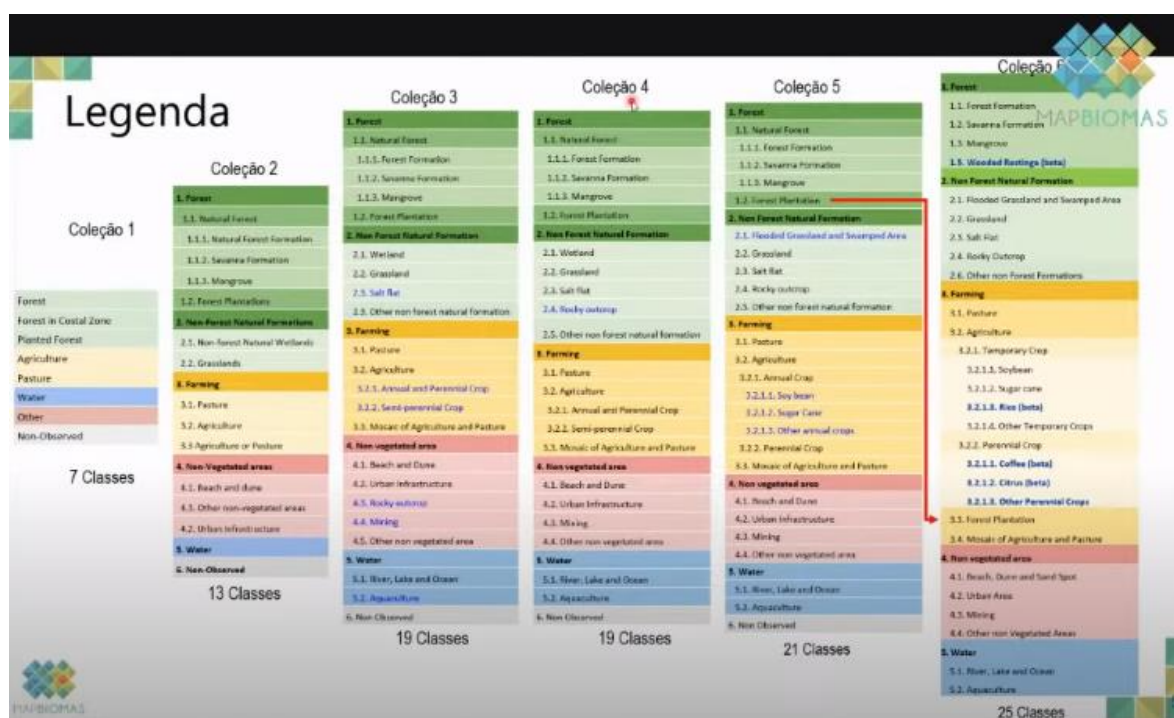 Legenda
Coleção 1
Forest
Forest in Costal Zone
Planted Forest
Agriculture
Pasture
Water
Other
Non-Observed
7 Classes
Coleção 2
1. Forest
1.1. Natural Forest
1.1.1. Natural Forest Formation
1.1.2. Savanna Formation
1.1.3. Mangrove
1.2. Forest Plantations
2. Non-Forest Natural Formations
2.1. Non-forest Natural Wetlands
2.2. Grasslands
3. Farming
3.1. Pasture
3.2. Agriculture
3.3 Agriculture or Pasture
4. Non-Vegetated areas
4.1. Beach and dune
4.3. Other non-vegetated areas
4.2. Urban Infrastructure
5. Water
6. Non-Observed
13 Classes
Coleção 3
1. Forest
1.1. Natural Forest
1.1.1. Forest Formation
1.1.2. Savanna Formation
1.1.3. Mangrove
1.2. Forest Plantation
2. Non Forest Natural Formation
2.1. Wetland
2.2. Grassland
2.3. Salt flat
2.3. Other non forest natural formation
3. Farming
3.1. Pasture
3.2. Agriculture
3.2.1. Annual and Perennial Crop
3.2.2. Semi-perennial Crop
3.3. Mosaic of Agriculture and Pasture
4. Non vegetated area
4.1. Beach and Dune
4.2. Urban Infrastructure
4.3. Rocky outcrop
4.4. Mining
4.5. Other non vegetated area
5. Water
5.1. River, Lake and Ocean
5.2. Aquaculture
6. Non Observed
19 Classes
Coleção 4
1. Forest
1.1. Natural Forest
1.1.1. Forest Formation
1.1.2. Savanna Formation
1.1.3. Mangrove
1.2. Forest Plantation
2. Non Forest Natural Formation
2.1. Wetland
2.2. Grassland
2.3. Salt flat
2.4. Rocky outcrop
2.5. Other non forest natural formation
3. Farming
3.1. Pasture
3.2. Agriculture
3.2.1. Annual and Perennial Crop
3.2.2. Semi-perennial Crop
3.3. Mosaic of Agriculture and Pasture
4. Non vegetated area
4.1. Beach and Dune
4.2. Urban Infrastructure
4.3. Mining
4.4. Other non vegetated area
5. Water
5.1. River, Lake and Ocean
5.2. Aquaculture
6. Non Observed
19 Classes
Coleção 5
1. Forest
1.1. Natural Forest
1.1.1. Forest Formation
1.1.2. Savanna Formation
1.1.3. Mangrove
1.2. Forest Plantation
2. Non Forest Natural Formation
2.1. Flooded Grassland and Swamped Area
2.2. Grassland
2.3. Salt flat
2.4. Rocky outcrop
2.5. Other non forest natural formation
3. Farming
3.1. Pasture
3.2. Agriculture
3.2.1. Annual Crop
3.2.1.1. Soy bean
3.2.1.2. Sugar Cane
3.2.1.3. Other annual crops
3.2.2. Perennial Crop
3.3. Mosaic of Agriculture and Pasture
4. Non vegetated area
4.1. Beach and Dune
4.2. Urban Infrastructure
4.3. Mining
4.4. Other non vegetated area
5. Water
5.1. River, Lake and Ocean
5.2. Aquaculture
6. Non Observed
21 Classes
Coleção
1. Forest
1.1. Forest Formation
1.2. Savanna Formation
1.3. Mangrove
1.5. Wooded Restinga (beta)
2. Non Forest Natural Formation
2.1. Flooded Grassland and Swamped Area
2.2. Grassland
2.3. Salt Flat
2.4. Rocky Outcrop
2.6. Other non Forest Formations
3. Farming
3.1. Pasture
3.2. Agriculture
3.2.1. Temporary Crop
3.2.1.1. Soybean
3.2.1.2. Sugar cane
3.2.1.3. Rice (beta)
3.2.1.4. Other Temporary Crops
3.2.2. Perennial Crop
3.2.1.1. Coffee (beta)
3.2.1.2. Citrus (beta)
3.2.1.3. Other Perennial Crops
3.3. Forest Plantation
3.4. Mosaic of Agriculture and Pasture
4. Non vegetated area
4.1. Beach, Dune and Sand Spot
4.2. Urban Area
4.3. Mining
4.4. Other non Vegetated Areas
5. Water
5.1. River, Lake and Ocean
5.2. Aquaculture
25 Classes
MAPBIOMAS
MAPBIOMAS